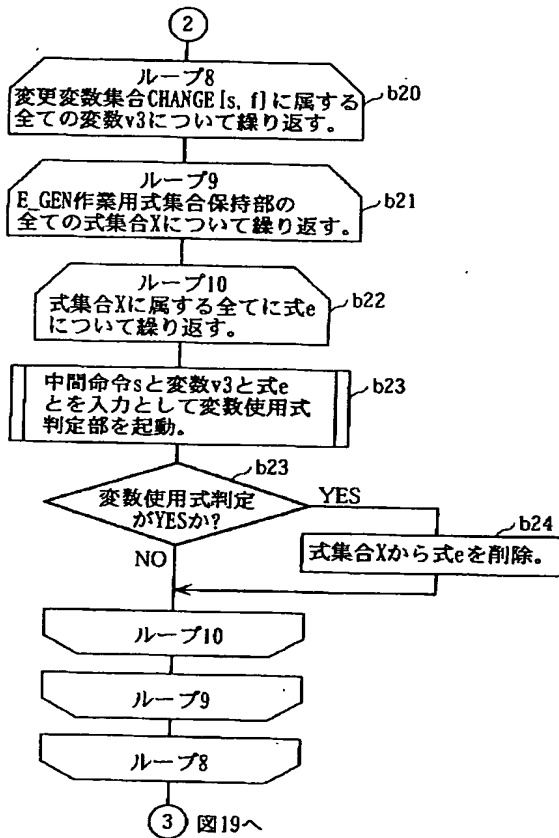 2
ループ8
変更変数集合CHANGE[s, f]に属する
全ての変数v3について繰り返す。
b20
ループ9
E_GEN作業用式集合保持部の
全ての式集合Xについて繰り返す。
b21
ループ10
式集合Xに属する全てに式e
について繰り返す。
b22
中間命令sと変数v3と式e
とを入力として変数使用式
判定部を起動。
b23
b23
変数使用式判定
がYESか?
YES
NO
b24
式集合Xから式eを削除。
ループ10
ループ9
ループ8
3 図19へ